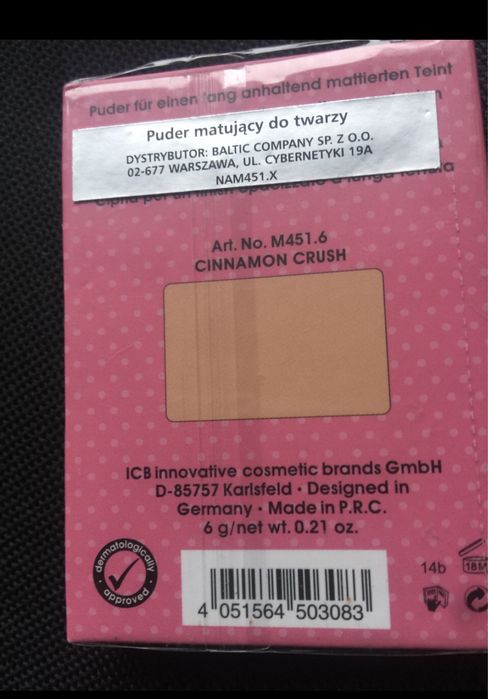 Puder für einen lang anhaltend mattierten Teint
Puder matujący do twarzy
DYSTRYBUTOR: BALTIC COMPANY SP. Z O.O.
02-677 WARSZAWA, UL. CYBERNETYKI 19A
NAM451.X
Art. No. M451.6
CINNAMON CRUSH
ICB innovative cosmetic brands GmbH
D-85757 Karlsfeld • Designed in
Germany • Made in P.R.C.
6 g/net wt. 0.21 oz.
dermatologically
approved
4 051564 503083
14b
18M